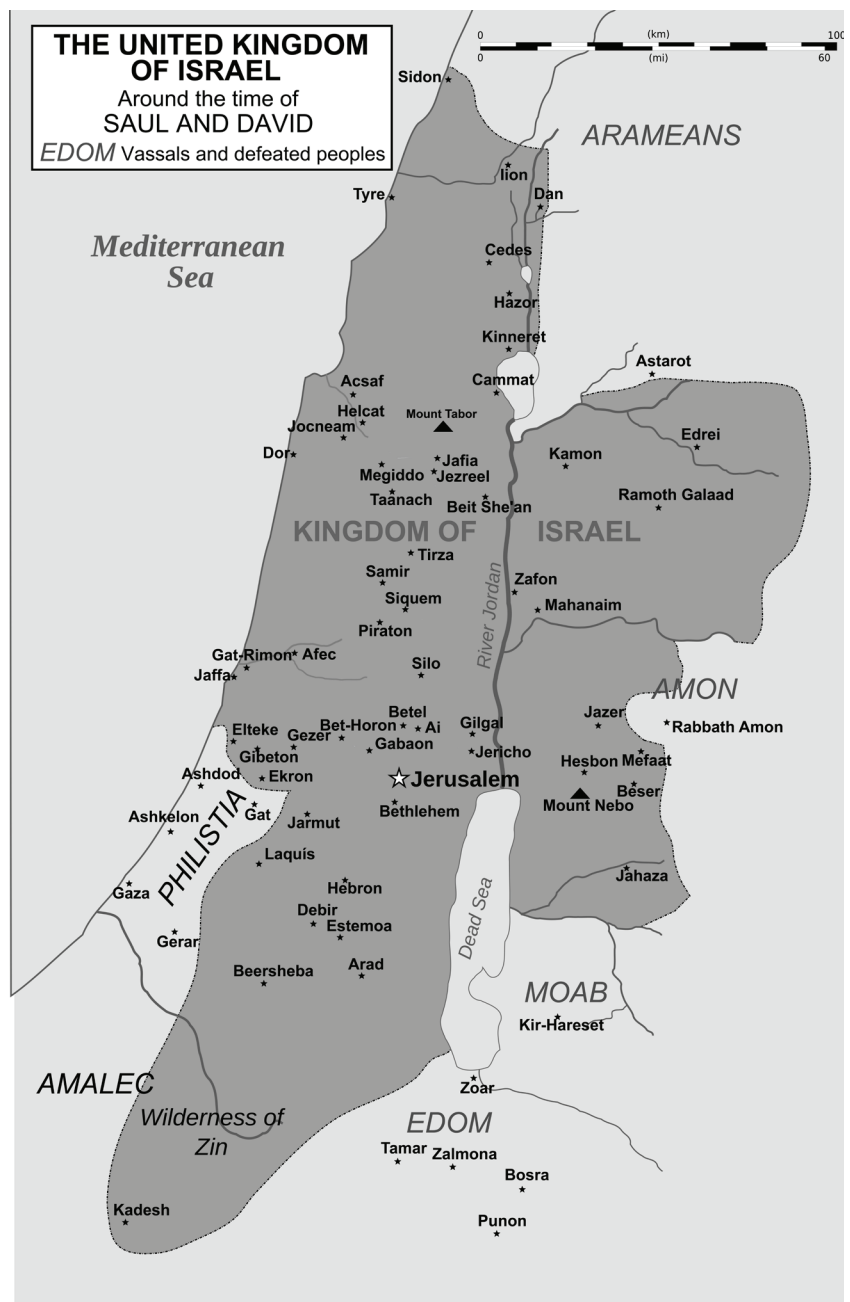 THE UNITED KINGDOM
OF ISRAEL
Around the time of
SAUL AND DAVID
EDOM Vassals and defeated peoples
0 (km) 100
0 (mi) 60
Sidon
ARAMEANS
Iion
Dan
Tyre
Mediterranean
Sea
Cedes
Hazor
Kinneret
Astarot
Acsaf
Cammat
Helcat
Mount Tabor
Jocneam
Edrei
Dor
Jafia
Kamon
Megiddo
Jezreel
Taanach
Ramoth Galaad
Beit She'an
KINGDOM OF ISRAEL
Tirza
Samir
Zafon
Siquem
Mahanaim
River Jordan
Piraton
Gat-Rimon
Afec
Silo
Jaffa
AMON
Betel
Jazer
Elteke
Bet-Horon
Ai
Gilgal
Rabbath Amon
Gezer
Gabaon
Gibeton
Jericho
Hesbon
Mefaat
Ashdod
Ekron
Jerusalem
Beser
Mount Nebo
Gat
Bethlehem
Ashkelon
Jarmut
PHILISTIA
Laquís
Jahaza
Gaza
Hebron
Debir
Dead Sea
Estemoa
Gerar
Arad
Beersheba
MOAB
Kir-Hareset
AMALEC
Zoar
Wilderness of
Zin
EDOM
Tamar
Zalmona
Bosra
Kadesh
Punon